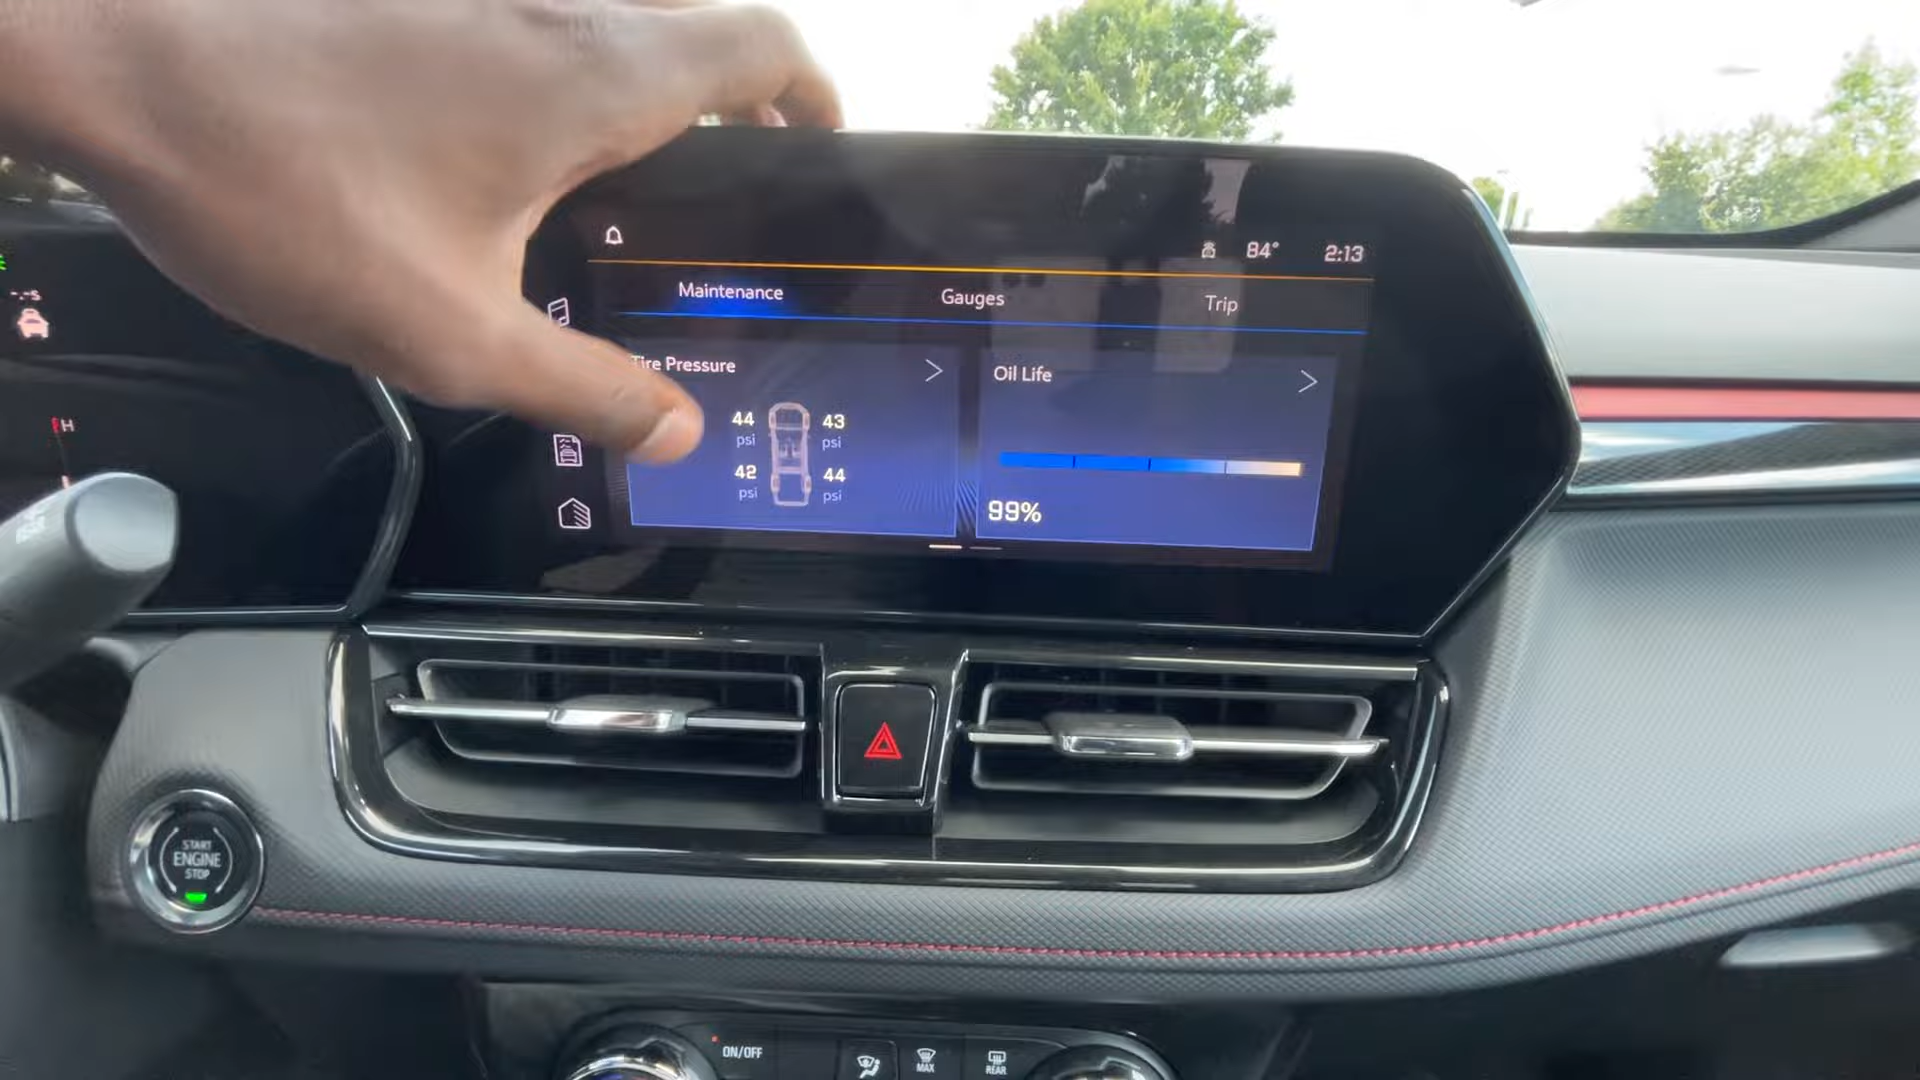 84° 2:13
Maintenance Gauges Trip
Tire Pressure
Oil Life
44 psi
43 psi
42 psi
44 psi
99%
H
START
ENGINE
STOP
ON/OFF
MAX
REAR